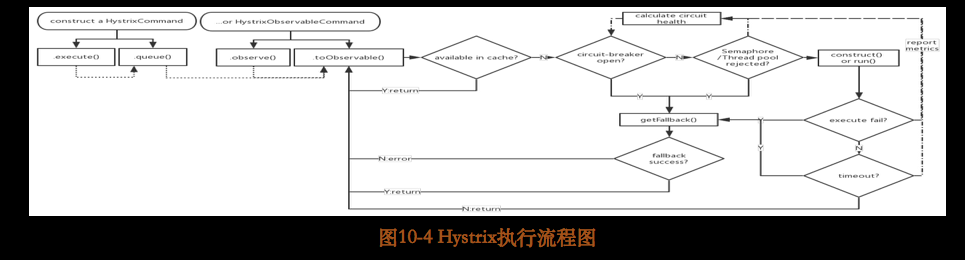 construct a HystrixCommand
...or HystrixObservableCommand
calculate circuit
health
report
metrics
.execute()
.queue()
.observe()
.toObservable()
available in cache?
N
circuit-breaker
open?
N
Semaphore
/Thread pool
rejected?
construct()
or run()
Y:return
Y
Y
getFallback()
Y
execute fail?
Y
N
N:error
fallback
success?
timeout?
Y:return
N:return
图10-4 Hystrix执行流程图